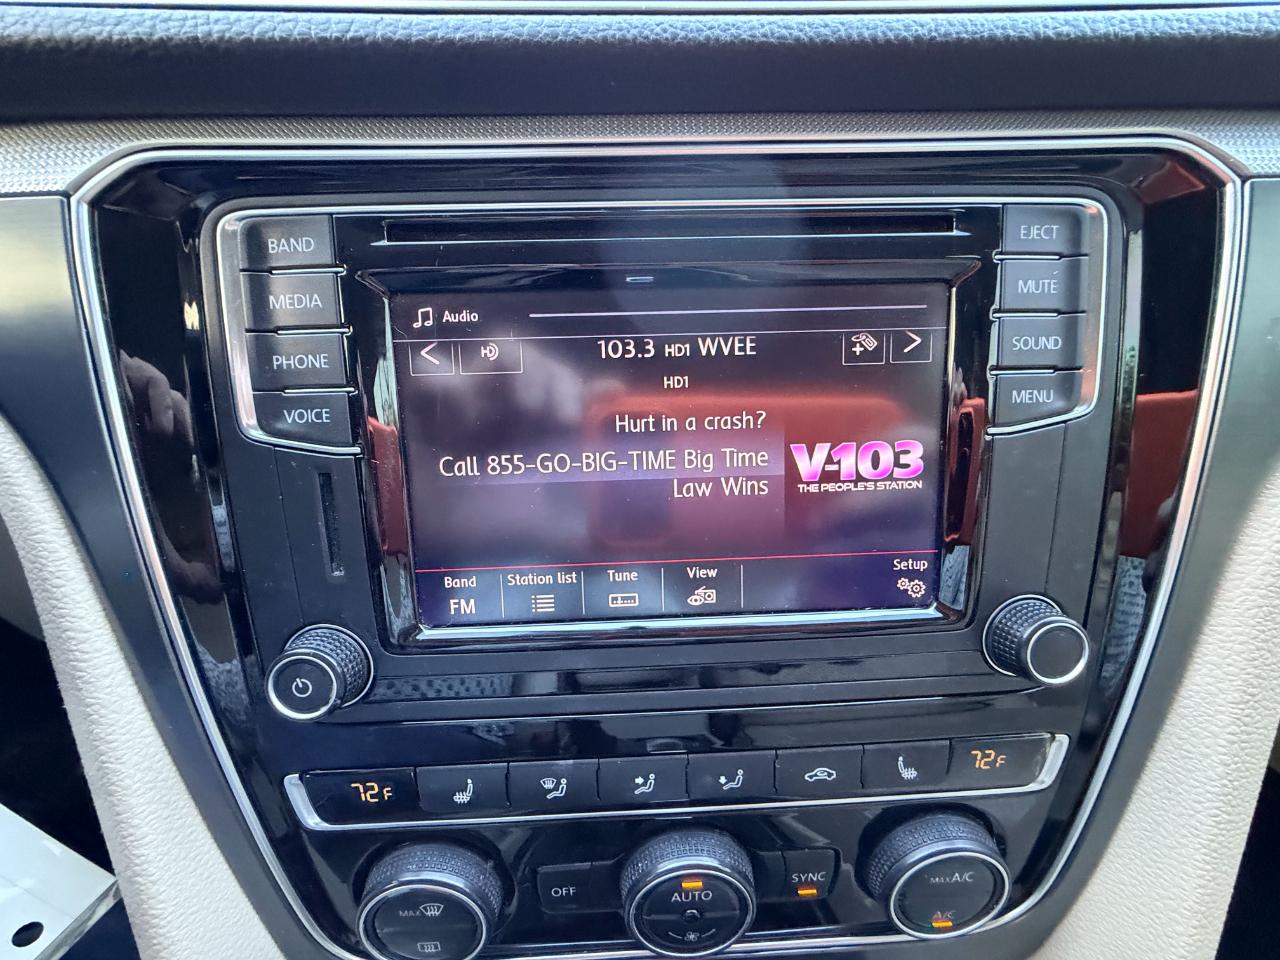 BAND
MEDIA
PHONE
VOICE
EJECT
MUTE
SOUND
MENU
Audio
HD
103.3 HD1 WVEE
HD1
Hurt in a crash?
Call 855-GO-BIG-TIME Big Time
Law Wins
V-103
THE PEOPLE'S STATION
Band
FM
Station list
Tune
View
Setup
72F
72F
MAX
OFF
AUTO
SYNC
MAX A/C
A/C